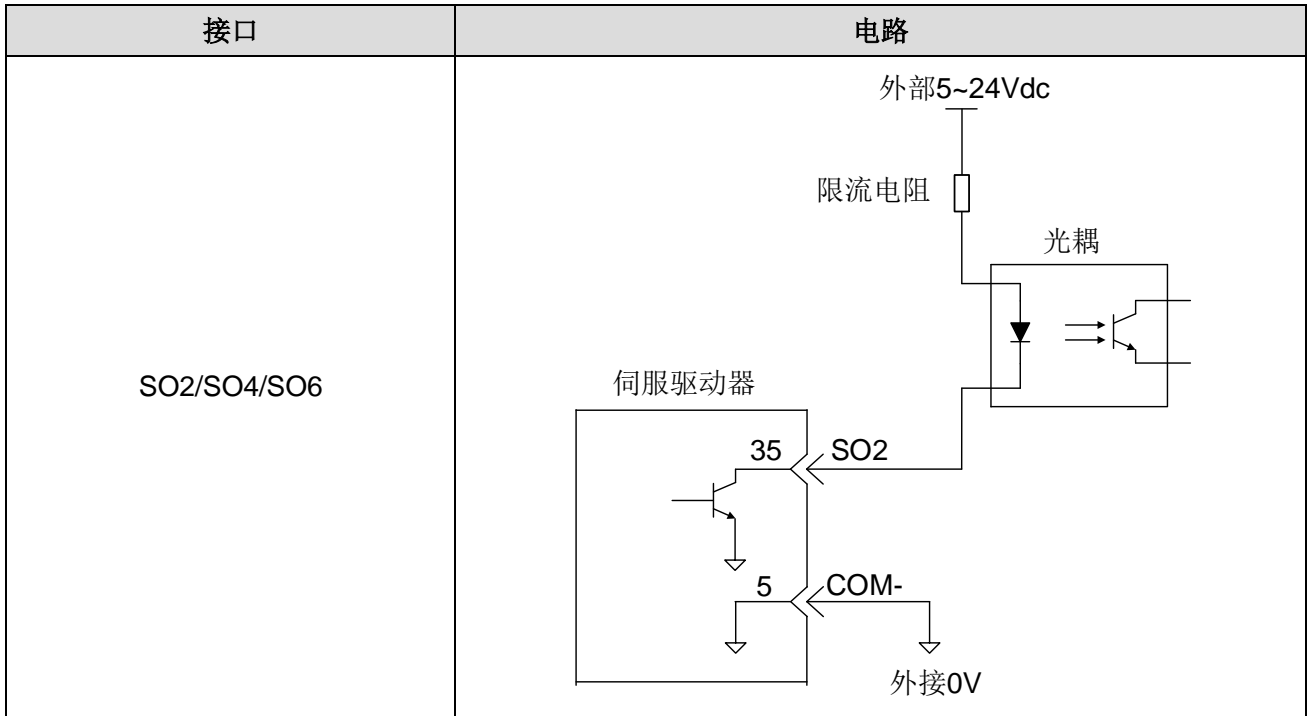 接口
电路
SO2/SO4/SO6
外部5~24Vdc
限流电阻
光耦
伺服驱动器
35 SO2
5 COM-
外接0V